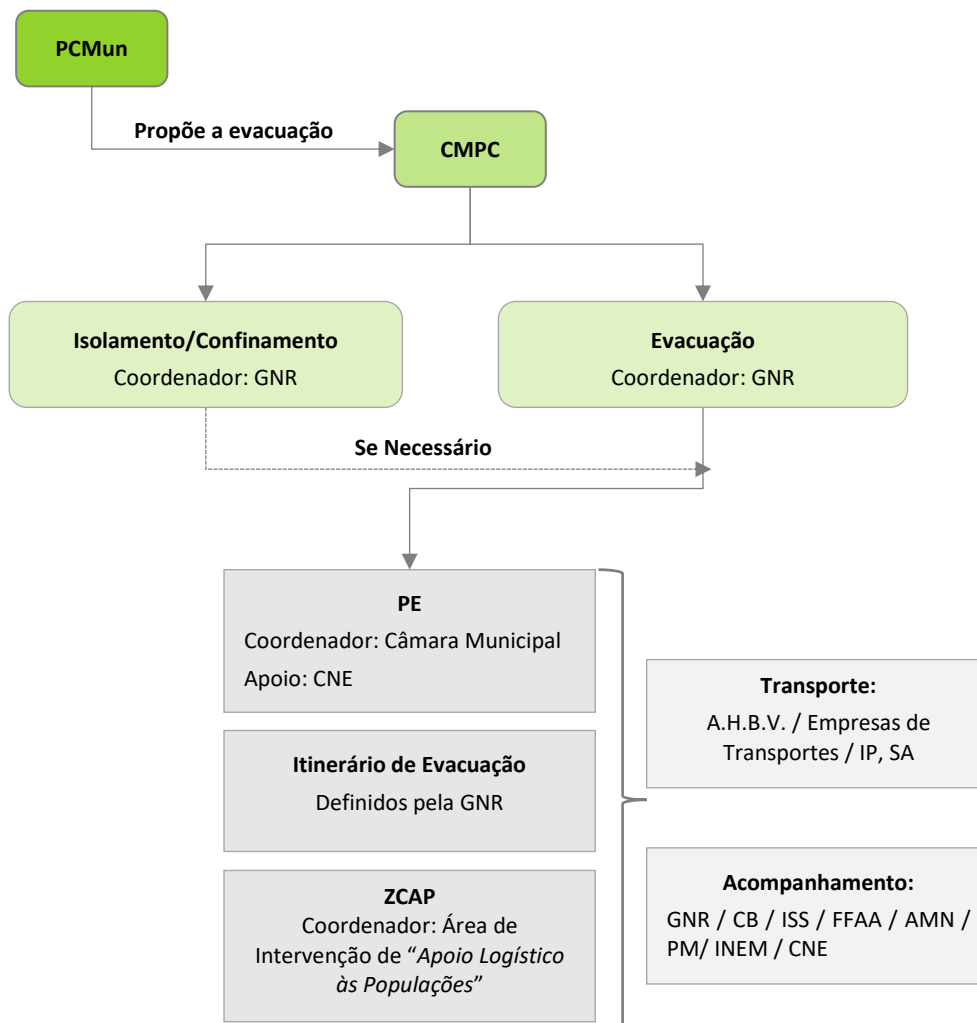 PCMun
Propõe a evacuação
CMPC
Isolamento/Confinamento
Coordenador: GNR
Evacuação
Coordenador: GNR
Se Necessário
PE
Coordenador: Câmara Municipal
Apoio: CNE
Itinerário de Evacuação
Definidos pela GNR
ZCAP
Coordenador: Área de
Intervenção de “Apoio Logístico
às Populações”
Transporte:
A.H.B.V. / Empresas de
Transportes / IP, SA
Acompanhamento:
GNR / CB / ISS / FFAA / AMN /
PM/ INEM / CNE